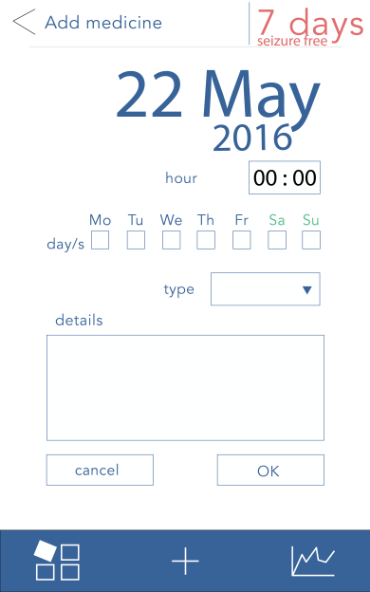 Add medicine
7 days
seizure free
22 May
2016
hour 00 : 00
Mo Tu We Th Fr Sa Su
day/s
type
details
cancel OK